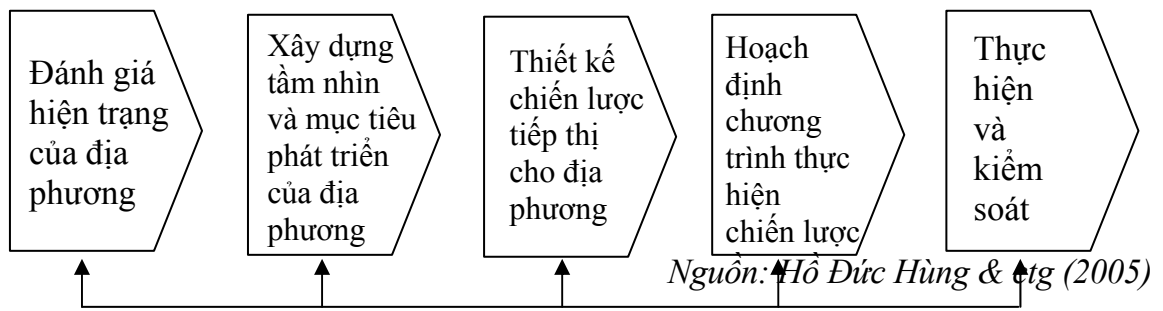 Đánh giá
hiện trạng
của địa
phương
Xây dựng
tầm nhìn
và mục tiêu
phát triển
của địa
phương
Thiết kế
chiến lược
tiếp thị
cho địa
phương
Hoạch
định
chương
trình thực
hiện
chiến lược
Thực
hiện
và
kiểm
soát
Nguồn: Hồ Đức Hùng & ctg (2005)